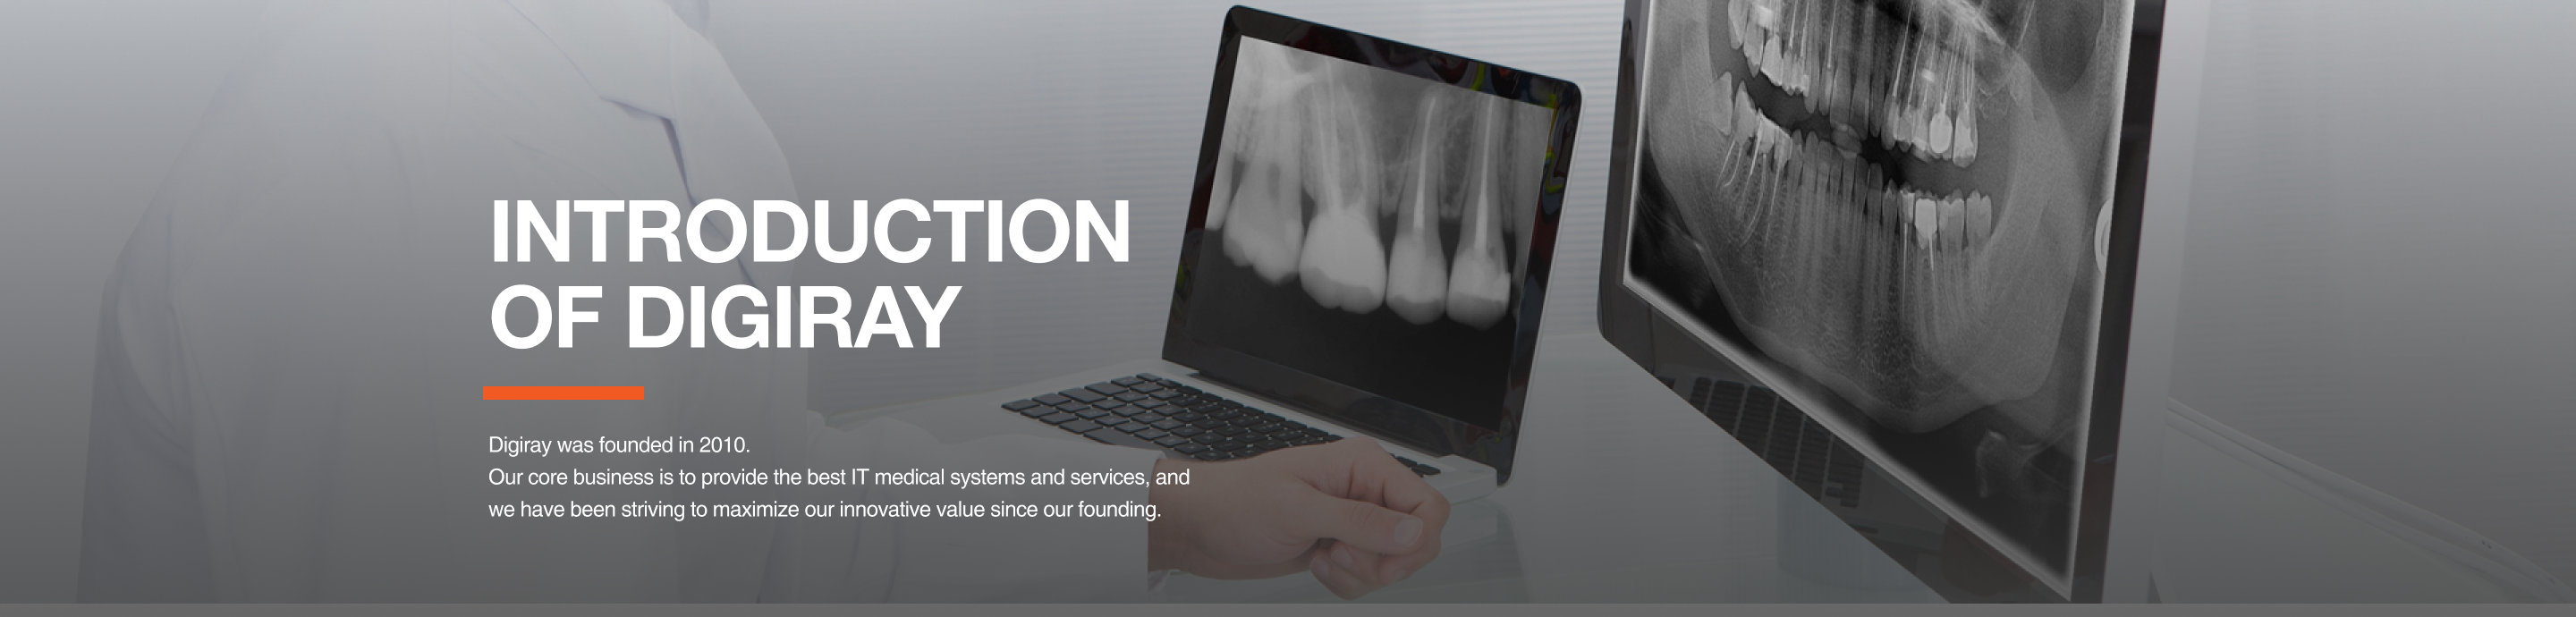 INTRODUCTION
OF DIGIRAY
Digiray was founded in 2010.
Our core business is to provide the best IT medical systems and services, and
we have been striving to maximize our innovative value since our founding.